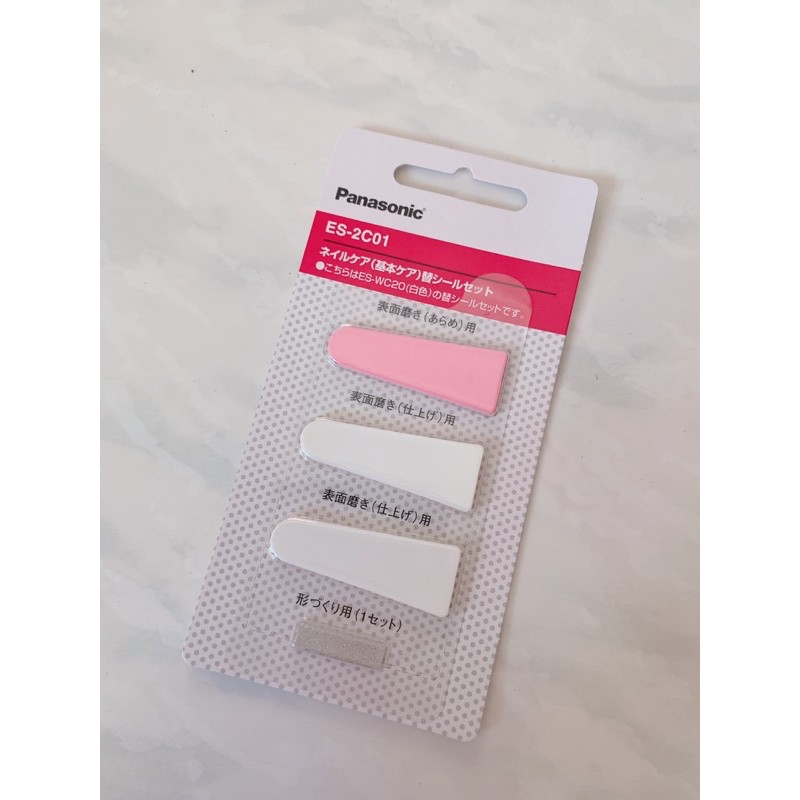 Panasonic
ES-2C01
ネイルケア(基本ケア)替シールセット
●こちらはES-WC20(白色)の替シールセットです。
表面磨き(あらめ)用
表面磨き(仕上げ)用
表面磨き(仕上げ)用
形づくり用(1セット)